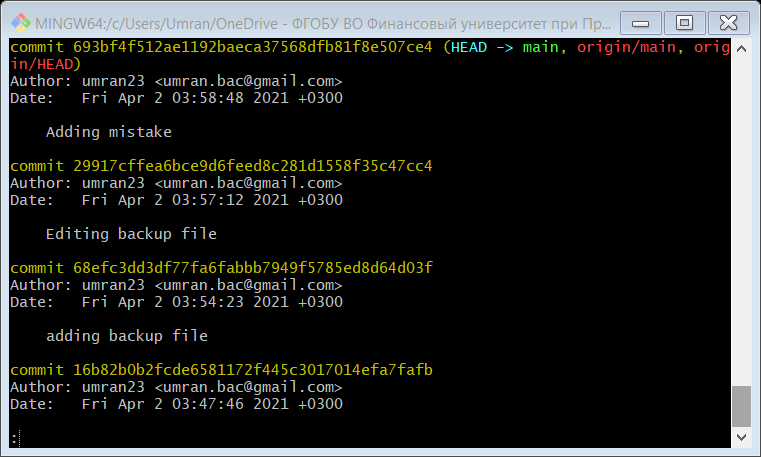 MINGW64:/c/Users/Umran/OneDrive - ФГОБУ ВО Финансовый университет при Пр...
commit 693bf4f512ae1192baeca37568dfb81f8e507ce4 (HEAD -> main, origin/main, orig
in/HEAD)
Author: umran23 <umran.bac@gmail.com>
Date:   Fri Apr 2 03:58:48 2021 +0300
    Adding mistake
commit 29917cffea6bce9d6feed8c281d1558f35c47cc4
Author: umran23 <umran.bac@gmail.com>
Date:   Fri Apr 2 03:57:12 2021 +0300
    Editing backup file
commit 68efc3dd3df77fa6fabbb7949f5785ed8d64d03f
Author: umran23 <umran.bac@gmail.com>
Date:   Fri Apr 2 03:54:23 2021 +0300
    adding backup file
commit 16b82b0b2fcde6581172f445c3017014efa7fafb
Author: umran23 <umran.bac@gmail.com>
Date:   Fri Apr 2 03:47:46 2021 +0300
: